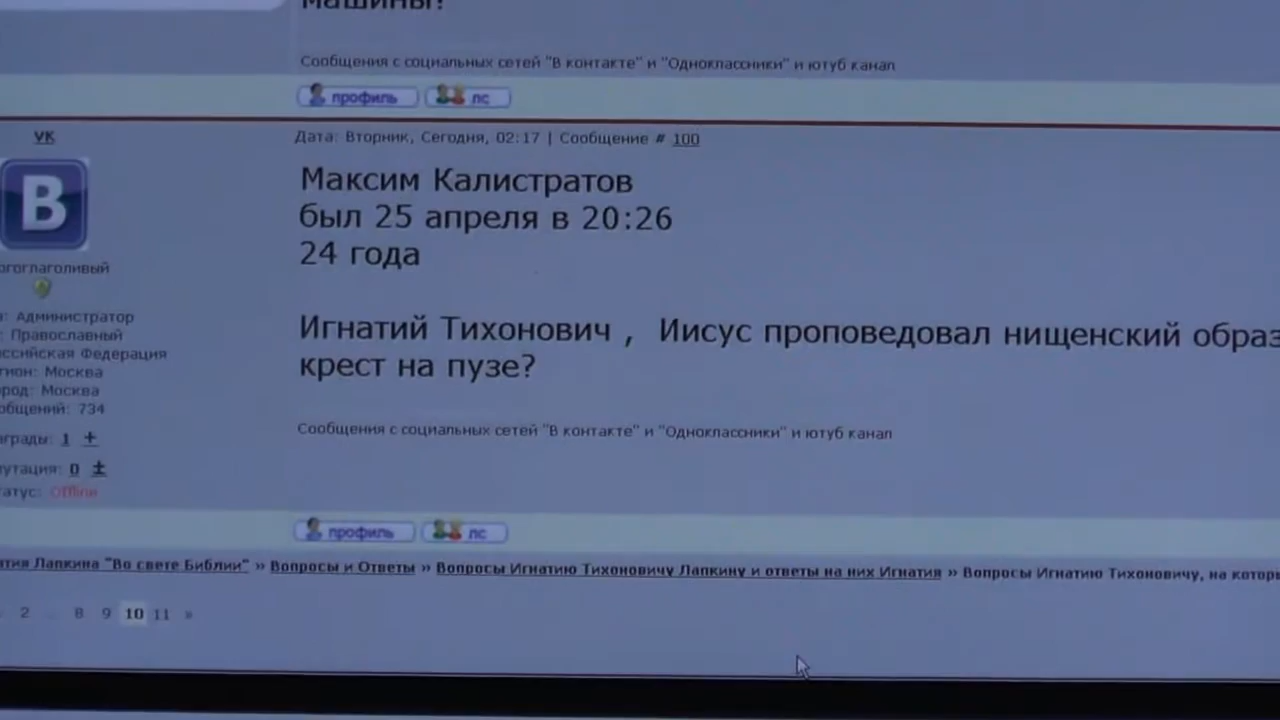 машины!
Сообщения с социальных сетей "В контакте" и "Одноклассники" и ютуб канал
профиль лс
VK
Дата: Вторник, Сегодня, 02:17 | Сообщение # 100
В
Максим Калистратов
был 25 апреля в 20:26
24 года
Администратор
Православный
Федерация
Москва
Москва
734
1 +
0 ±
Offline
Игнатий Тихонович , Иисус проповедовал нищенский образ
крест на пузе?
Сообщения с социальных сетей "В контакте" и "Одноклассники" и ютуб канал
профиль лс
Лапкина "Во свете Библии" » Вопросы и Ответы » Вопросы Игнатию Тихоновичу Лапкину и ответы на них Игнатия » Вопросы Игнатию Тихоновичу, на
2 … 8 9 10 11 »